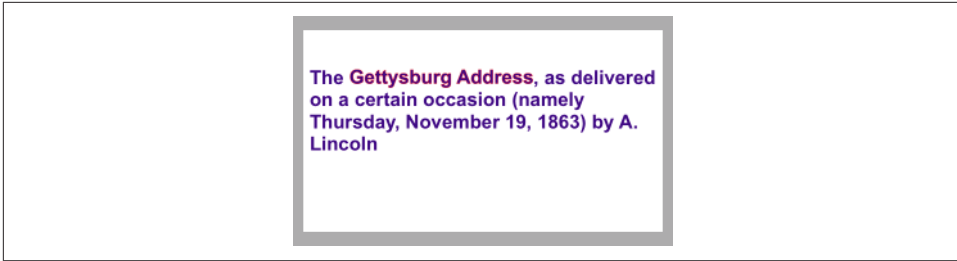 The Gettysburg Address, as delivered
on a certain occasion (namely
Thursday, November 19, 1863) by A.
Lincoln